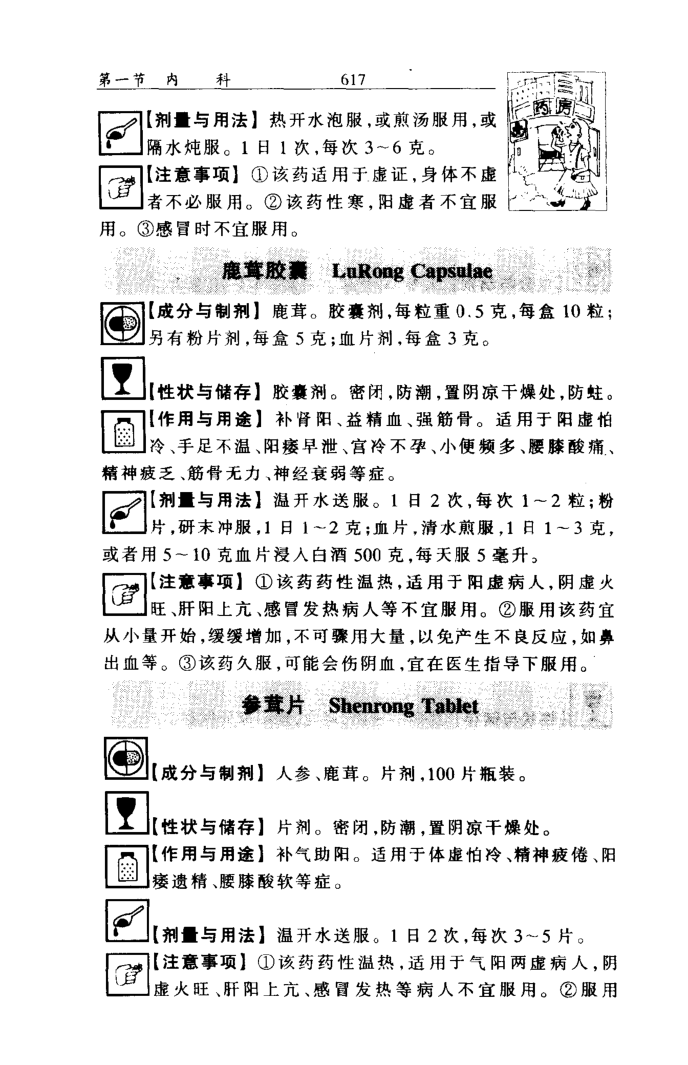 第一节 内 科 617
药房
【剂量与用法】 热开水泡服,或煎汤服用,或
隔水炖服。1日1次,每次3~6克。
【注意事项】 ①该药适用于虚证,身体不虚
者不必服用。②该药性寒,阳虚者不宜服
用。③感冒时不宜服用。
鹿茸胶囊 LuRong Capsulae
【成分与制剂】 鹿茸。胶囊剂,每粒重0.5克,每盒10粒;
另有粉片剂,每盒5克;血片剂,每盒3克。
【性状与储存】 胶囊剂。密闭,防潮,置阴凉干燥处,防蛀。
【作用与用途】 补肾阳、益精血、强筋骨。适用于阳虚怕
冷、手足不温、阳痿早泄、宫冷不孕、小便频多、腰膝酸痛、
精神疲乏、筋骨无力、神经衰弱等症。
【剂量与用法】 温开水送服。1日2次,每次1~2粒;粉
片,研末冲服,1日1~2克;血片,清水煎服,1日1~3克,
或者用5~10克血片浸入白酒500克,每天服5毫升。
【注意事项】 ①该药药性温热,适用于阳虚病人,阴虚火
旺、肝阳上亢、感冒发热病人等不宜服用。②服用该药宜
从小量开始,缓缓增加,不可骤用大量,以免产生不良反应,如鼻
出血等。③该药久服,可能会伤阴血,宜在医生指导下服用。
参茸片 Shenrong Tablet
【成分与制剂】 人参、鹿茸。片剂,100片瓶装。
【性状与储存】 片剂。密闭,防潮,置阴凉干燥处。
【作用与用途】 补气助阳。适用于体虚怕冷、精神疲倦、阳
痿遗精、腰膝酸软等症。
【剂量与用法】 温开水送服。1日2次,每次3~5片。
【注意事项】 ①该药药性温热,适用于气阳两虚病人,阴
虚火旺、肝阳上亢、感冒发热等病人不宜服用。②服用